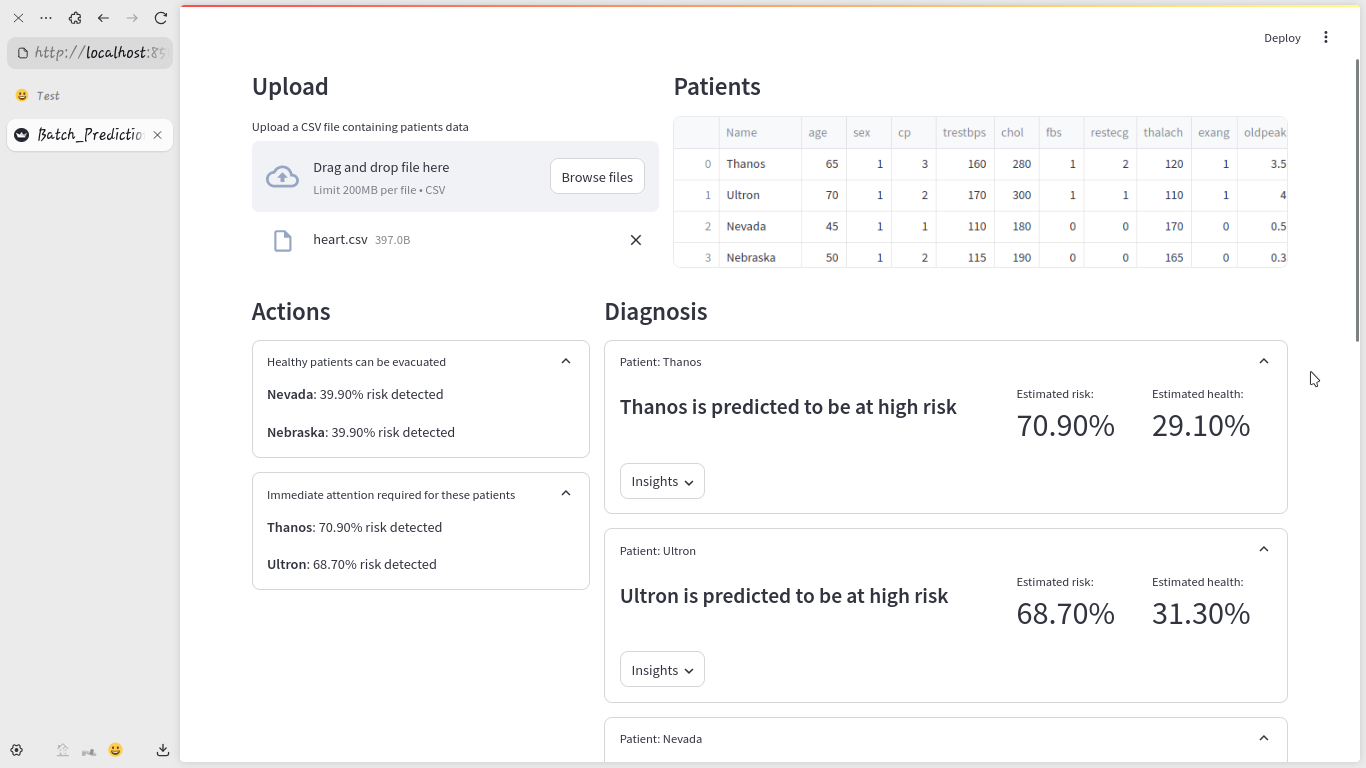 http://localhost:85
Deploy
Test
Batch_Predictio
Upload
Upload a CSV file containing patients data
Drag and drop file here
Limit 200MB per file • CSV
Browse files
heart.csv 397.0B
Patients
Name age sex cp trestbps chol fbs restecg thalach exang oldpeak
0 Thanos 65 1 3 160 280 1 2 120 1 3.5
1 Ultron 70 1 2 170 300 1 1 110 1 4
2 Nevada 45 1 1 110 180 0 0 170 0 0.5
3 Nebraska 50 1 2 115 190 0 0 165 0 0.3
Actions
Healthy patients can be evacuated
Nevada: 39.90% risk detected
Nebraska: 39.90% risk detected
Immediate attention required for these patients
Thanos: 70.90% risk detected
Ultron: 68.70% risk detected
Diagnosis
Patient: Thanos
Thanos is predicted to be at high risk
Estimated risk:
70.90%
Estimated health:
29.10%
Insights
Patient: Ultron
Ultron is predicted to be at high risk
Estimated risk:
68.70%
Estimated health:
31.30%
Insights
Patient: Nevada